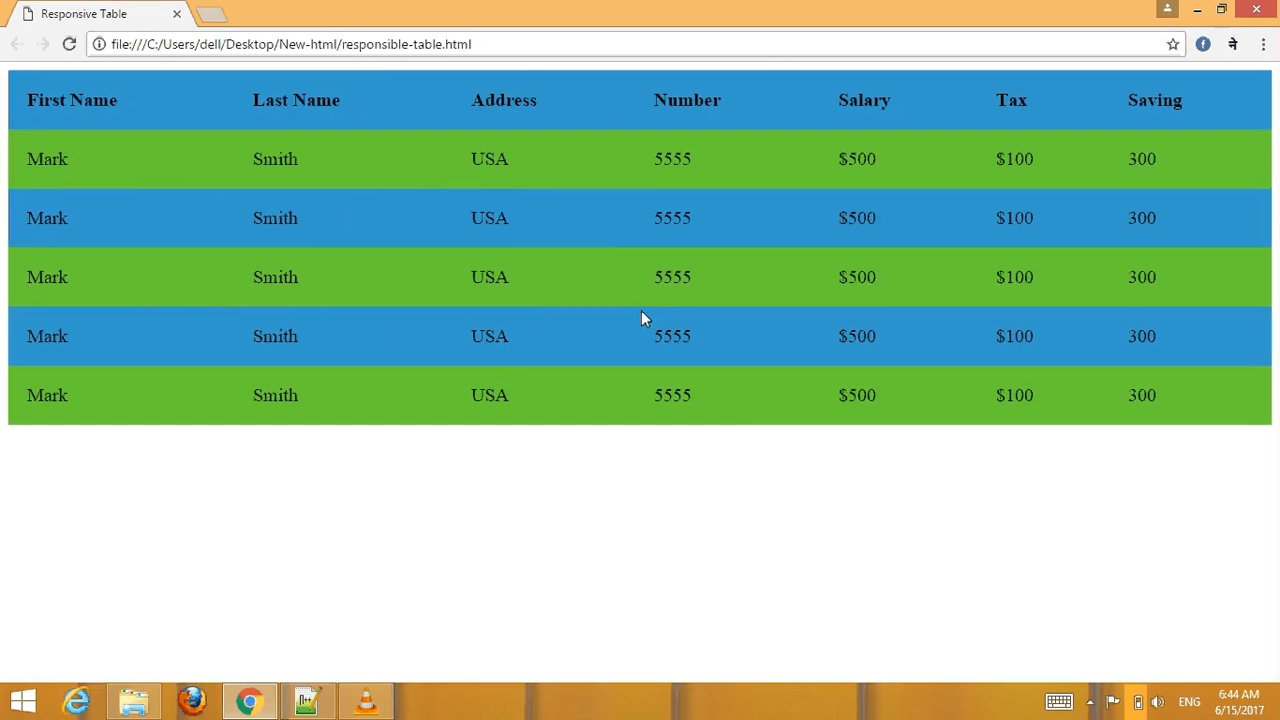 Responsive Table
file:///C:/Users/dell/Desktop/New-html/responsible-table.html
First Name Last Name Address Number Salary Tax Saving
Mark Smith USA 5555 $500 $100 300
Mark Smith USA 5555 $500 $100 300
Mark Smith USA 5555 $500 $100 300
Mark Smith USA 5555 $500 $100 300
Mark Smith USA 5555 $500 $100 300
ENG
6:44 AM
6/15/2017